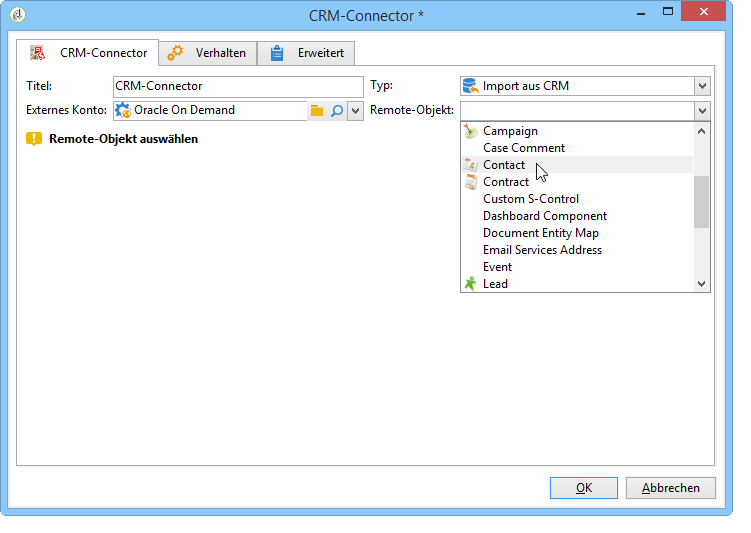 CRM-Connector *
CRM-Connector Verhalten Erweitert
Titel: CRM-Connector Typ: Import aus CRM
Externes Konto: Oracle On Demand Remote-Objekt:
Remote-Objekt auswählen
Campaign
Case Comment
Contact
Contract
Custom S-Control
Dashboard Component
Document Entity Map
Email Services Address
Event
Lead
OK Abbrechen